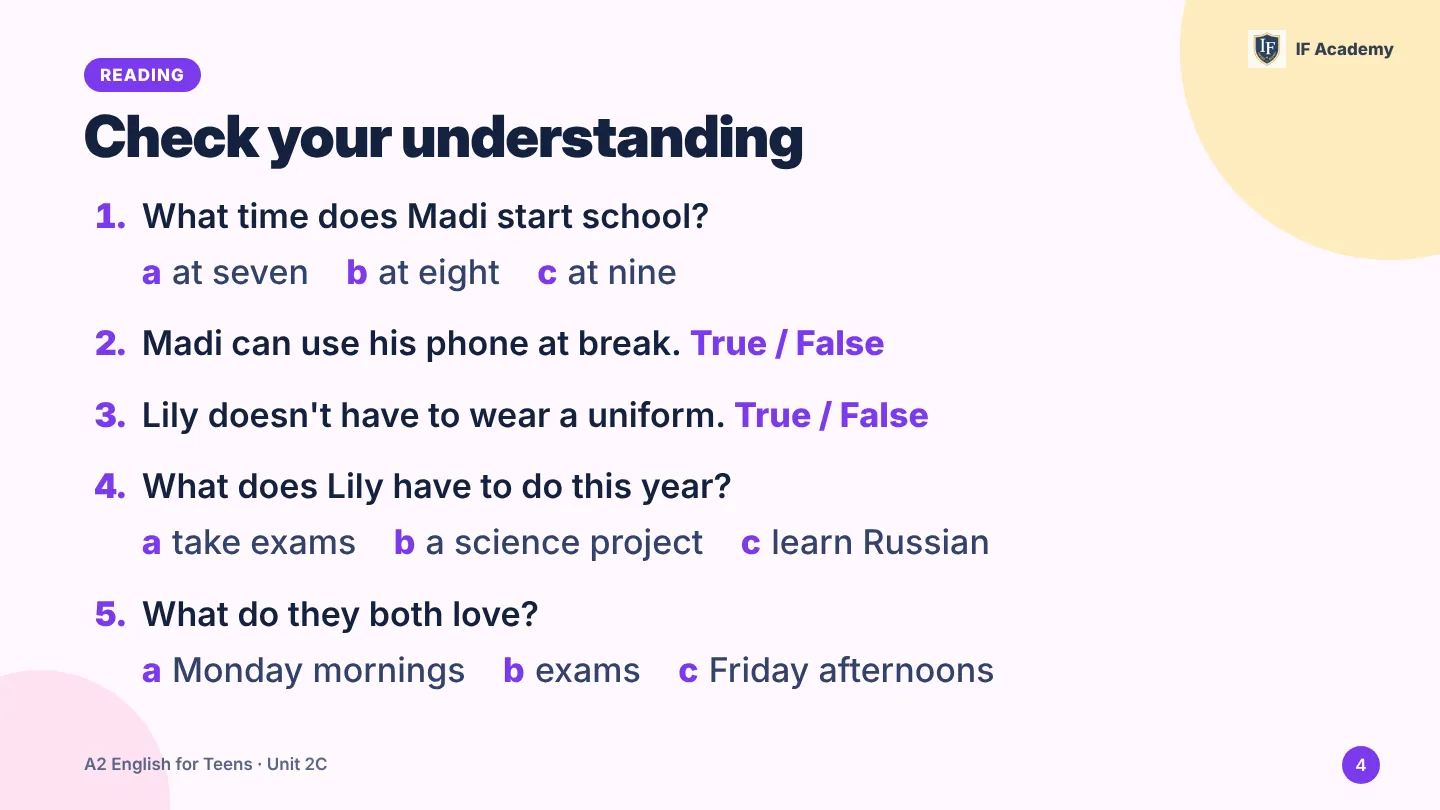 IF
IF Academy
READING
Check your understanding
1. What time does Madi start school?
a at seven b at eight c at nine
2. Madi can use his phone at break. True / False
3. Lily doesn't have to wear a uniform. True / False
4. What does Lily have to do this year?
a take exams b a science project c learn Russian
5. What do they both love?
a Monday mornings b exams c Friday afternoons
A2 English for Teens · Unit 2C
4